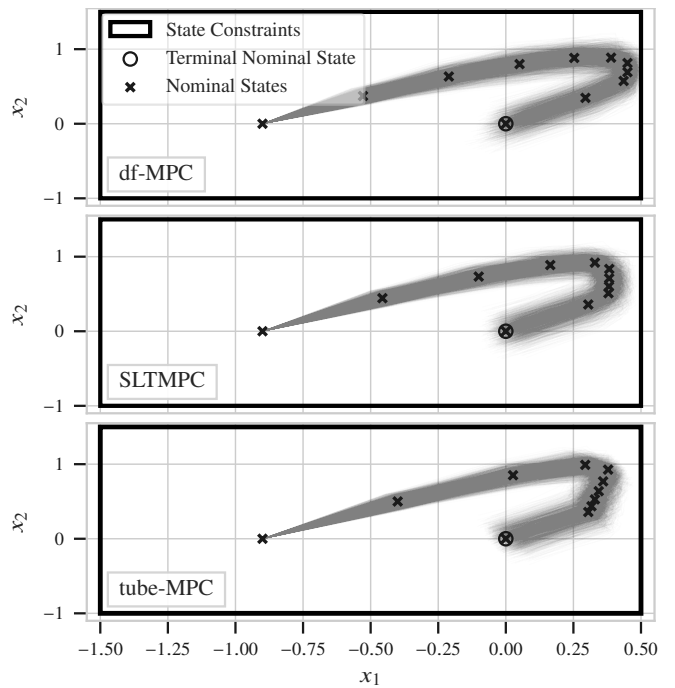 State Constraints
Terminal Nominal State
Nominal States
1
0
−1
x₂
df-MPC
1
0
−1
x₂
SLTMPC
1
0
−1
x₂
tube-MPC
−1.50 −1.25 −1.00 −0.75 −0.50 −0.25 0.00 0.25 0.50
x₁